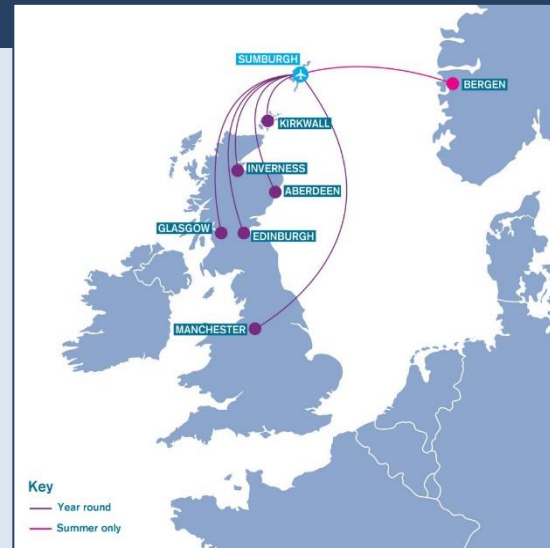 SUMBURGH
BERGEN
KIRKWALL
INVERNESS
ABERDEEN
GLASGOW
EDINBURGH
MANCHESTER
Key
Year round
Summer only